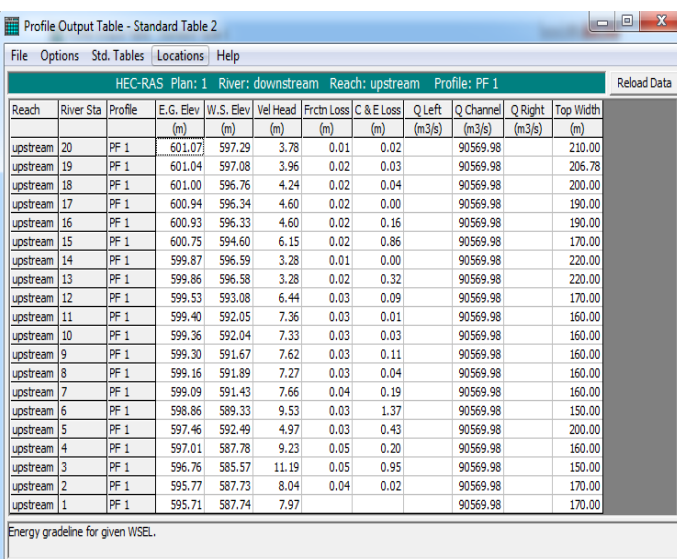 Profile Output Table - Standard Table 2
File Options Std. Tables Locations Help
HEC-RAS Plan: 1 River: downstream Reach: upstream Profile: PF 1 Reload Data
Reach River Sta Profile E.G. Elev W.S. Elev Vel Head Frctn Loss C & E Loss Q Left Q Channel Q Right Top Width
(m) (m) (m) (m) (m) (m3/s) (m3/s) (m3/s) (m)
upstream 20 PF 1 601.07 597.29 3.78 0.01 0.02 90569.98 210.00
upstream 19 PF 1 601.04 597.08 3.96 0.02 0.03 90569.98 206.78
upstream 18 PF 1 601.00 596.76 4.24 0.02 0.04 90569.98 200.00
upstream 17 PF 1 600.94 596.34 4.60 0.02 0.00 90569.98 190.00
upstream 16 PF 1 600.93 596.33 4.60 0.02 0.16 90569.98 190.00
upstream 15 PF 1 600.75 594.60 6.15 0.02 0.86 90569.98 170.00
upstream 14 PF 1 599.87 596.59 3.28 0.01 0.00 90569.98 220.00
upstream 13 PF 1 599.86 596.58 3.28 0.02 0.32 90569.98 220.00
upstream 12 PF 1 599.53 593.08 6.44 0.03 0.09 90569.98 170.00
upstream 11 PF 1 599.40 592.05 7.36 0.03 0.01 90569.98 160.00
upstream 10 PF 1 599.36 592.04 7.33 0.03 0.03 90569.98 160.00
upstream 9 PF 1 599.30 591.67 7.62 0.03 0.11 90569.98 160.00
upstream 8 PF 1 599.16 591.89 7.27 0.03 0.04 90569.98 160.00
upstream 7 PF 1 599.09 591.43 7.66 0.04 0.19 90569.98 160.00
upstream 6 PF 1 598.86 589.33 9.53 0.03 1.37 90569.98 150.00
upstream 5 PF 1 597.46 592.49 4.97 0.03 0.43 90569.98 200.00
upstream 4 PF 1 597.01 587.78 9.23 0.05 0.20 90569.98 160.00
upstream 3 PF 1 596.76 585.57 11.19 0.05 0.95 90569.98 150.00
upstream 2 PF 1 595.77 587.73 8.04 0.04 0.02 90569.98 170.00
upstream 1 PF 1 595.71 587.74 7.97 90569.98 170.00
Energy gradeline for given WSEL.